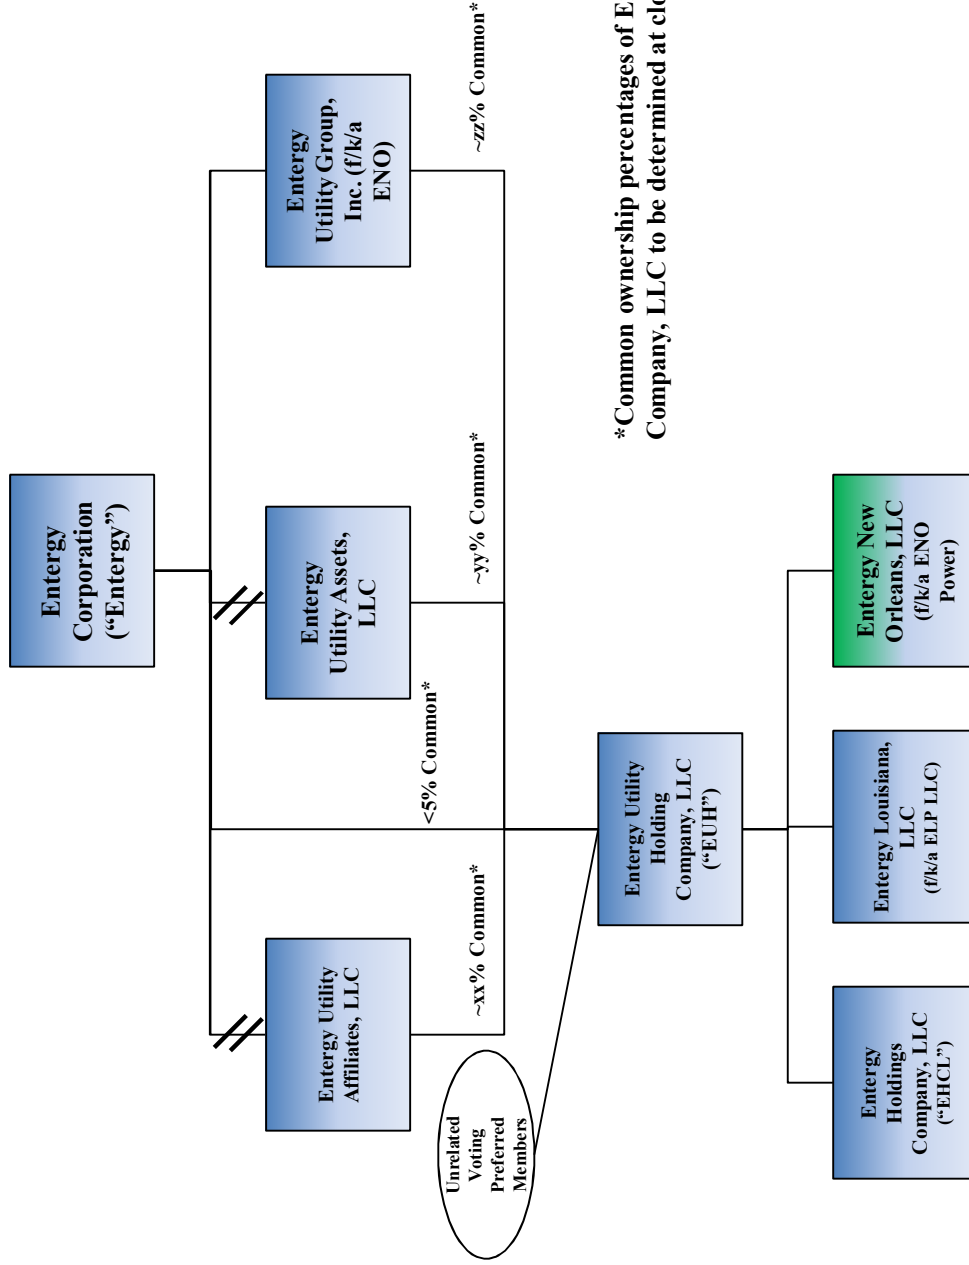 Entergy
Corporation
(“Entergy”)
Entergy Utility
Affiliates, LLC
Entergy
Utility Assets,
LLC
Entergy
Utility Group,
Inc. (f/k/a
ENO)
Unrelated
Voting
Preferred
Members
~xx% Common*
<5% Common*
~yy% Common*
~zz% Common*
Entergy Utility
Holding
Company, LLC
(“EUH”)
*Common ownership percentages of
Company, LLC to be determined at
Entergy
Holdings
Company, LLC
(“EHCL”)
Entergy Louisiana,
LLC
(f/k/a ELP LLC)
Entergy New
Orleans, LLC
(f/k/a ENO
Power)